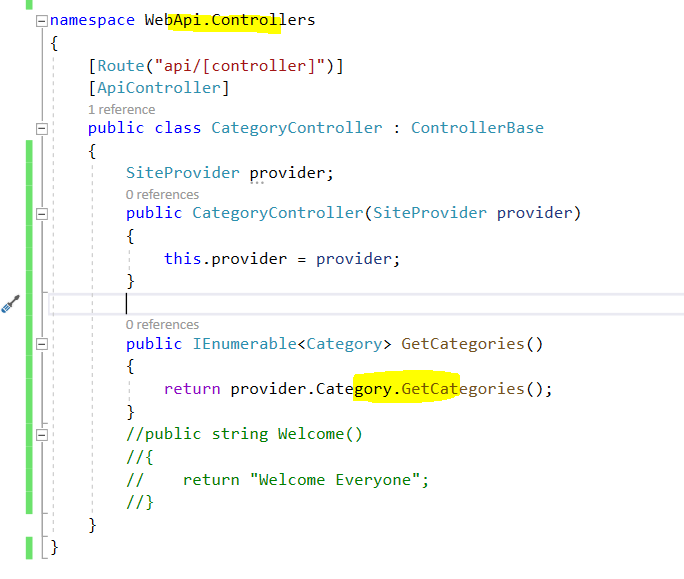 namespace WebApi.Controllers
{
[Route("api/[controller]")]
[ApiController]
1 reference
public class CategoryController : ControllerBase
{
SiteProvider provider;
0 references
public CategoryController(SiteProvider provider)
{
this.provider = provider;
}
0 references
public IEnumerable<Category> GetCategories()
{
return provider.Category.GetCategories();
}
//public string Welcome()
//{
//    return "Welcome Everyone";
//}
}
}